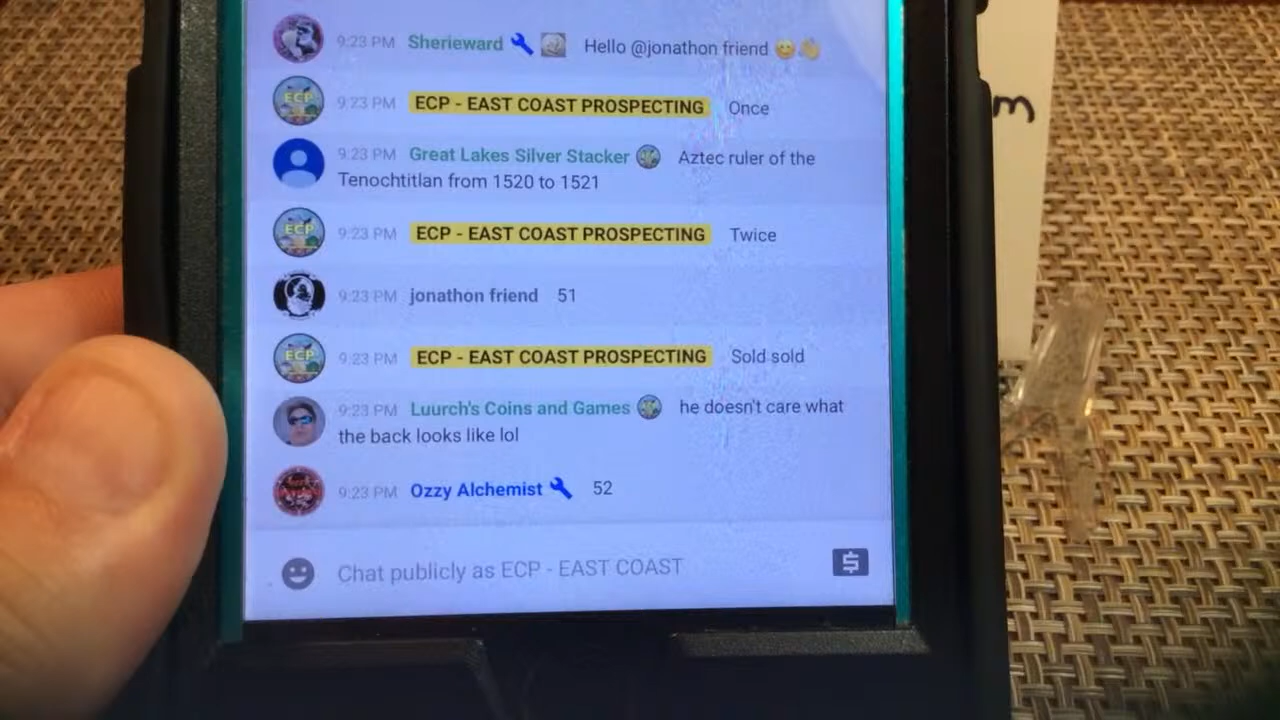 9:23 PM Sherieward Hello @jonathon friend 😊👋
9:23 PM ECP - EAST COAST PROSPECTING Once
9:23 PM Great Lakes Silver Stacker Aztec ruler of the
Tenochtitlan from 1520 to 1521
9:23 PM ECP - EAST COAST PROSPECTING Twice
9:23 PM jonathon friend 51
9:23 PM ECP - EAST COAST PROSPECTING Sold sold
9:23 PM Luurch's Coins and Games he doesn't care what
the back looks like lol
9:23 PM Ozzy Alchemist 52
Chat publicly as ECP - EAST COAST
m
ECP
ECP
ECP